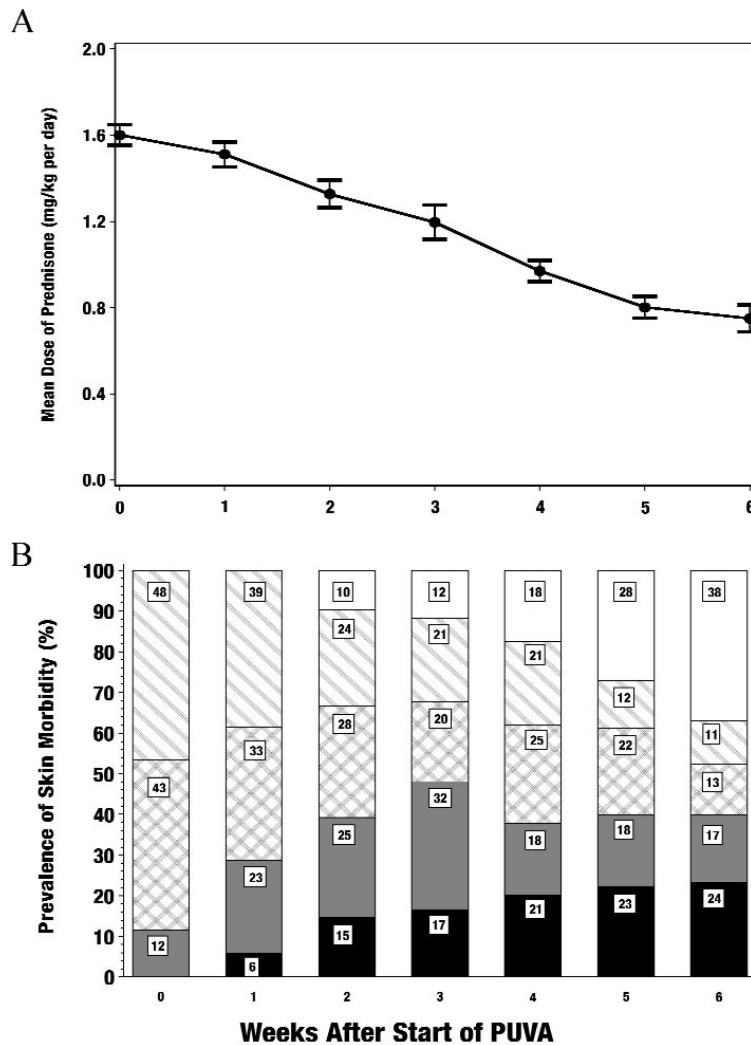 A
Mean Dose of Prednisone (mg/kg per day)
2.0
1.6
1.2
0.8
0.4
0.0
0 1 2 3 4 5 6
B
Prevalence of Skin Morbidity (%)
100
90
80
70
60
50
40
30
20
10
0
48 39 10 12 18 28 38
24 21 21 12 11
43 33 28 20 25 22 13
12 23 25 32 18 18 17
6 15 17 21 23 24
0 1 2 3 4 5 6
Weeks After Start of PUVA